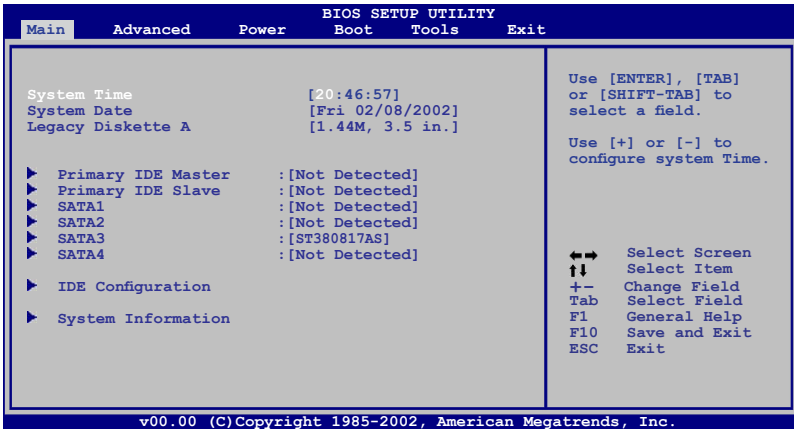 BIOS SETUP UTILITY
Main Advanced Power Boot Tools Exit
System Time [20:46:57]
System Date [Fri 02/08/2002]
Legacy Diskette A [1.44M, 3.5 in.]
Primary IDE Master :[Not Detected]
Primary IDE Slave :[Not Detected]
SATA1 :[Not Detected]
SATA2 :[Not Detected]
SATA3 :[ST380817AS]
SATA4 :[Not Detected]
IDE Configuration
System Information
Use [ENTER], [TAB]
or [SHIFT-TAB] to
select a field.
Use [+] or [-] to
configure system Time.
←→ Select Screen
↑↓ Select Item
+- Change Field
Tab Select Field
F1 General Help
F10 Save and Exit
ESC Exit
v00.00 (C)Copyright 1985-2002, American Megatrends, Inc.